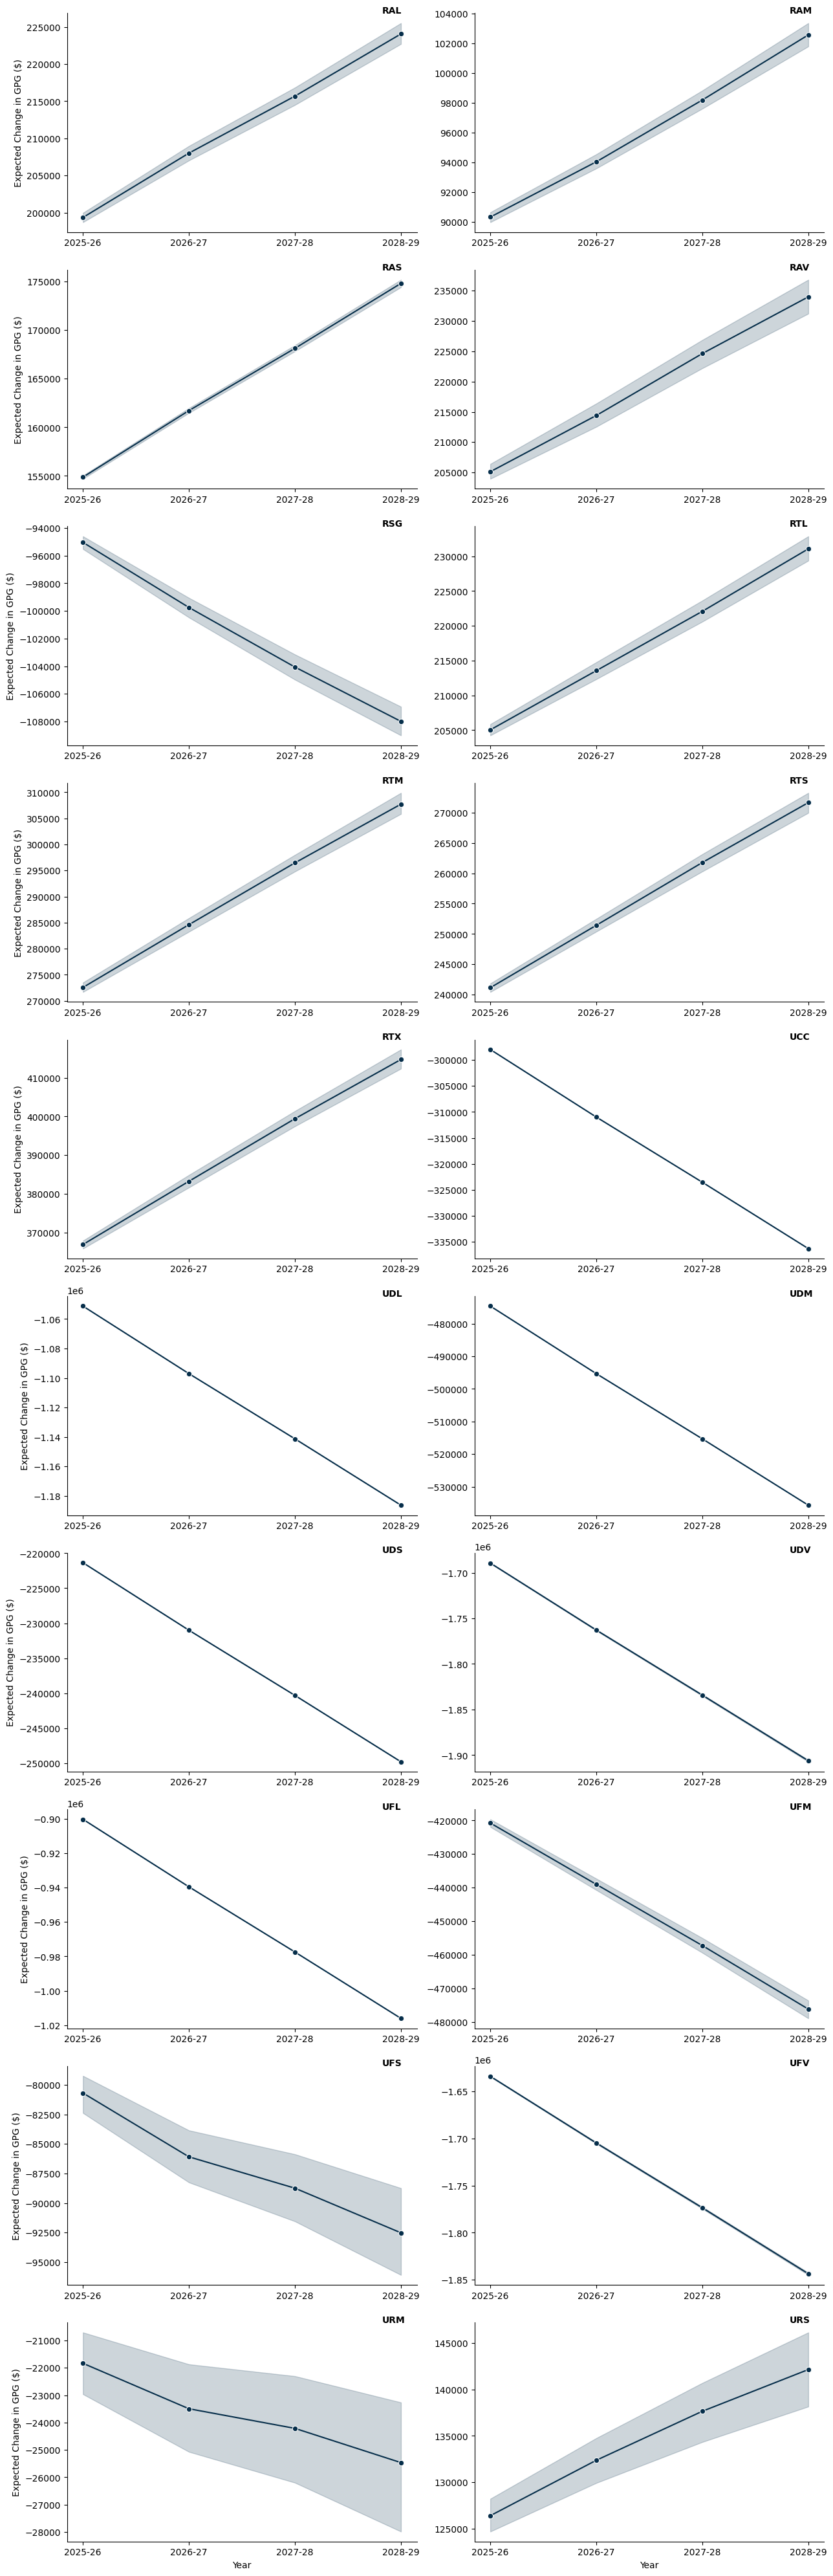 RAL
Expected Change in GPG ($)
225000
220000
215000
210000
205000
200000
2025-26 2026-27 2027-28 2028-29
RAM
104000
102000
100000
98000
96000
94000
92000
90000
2025-26 2026-27 2027-28 2028-29
RAS
Expected Change in GPG ($)
175000
170000
165000
160000
155000
2025-26 2026-27 2027-28 2028-29
RAV
235000
230000
225000
220000
215000
210000
205000
2025-26 2026-27 2027-28 2028-29
RSG
Expected Change in GPG ($)
−94000
−96000
−98000
−100000
−102000
−104000
−106000
−108000
2025-26 2026-27 2027-28 2028-29
RTL
230000
225000
220000
215000
210000
205000
2025-26 2026-27 2027-28 2028-29
RTM
Expected Change in GPG ($)
310000
305000
300000
295000
290000
285000
280000
275000
270000
2025-26 2026-27 2027-28 2028-29
RTS
270000
265000
260000
255000
250000
245000
240000
2025-26 2026-27 2027-28 2028-29
RTX
Expected Change in GPG ($)
410000
400000
390000
380000
370000
2025-26 2026-27 2027-28 2028-29
UCC
−300000
−305000
−310000
−315000
−320000
−325000
−330000
−335000
2025-26 2026-27 2027-28 2028-29
UDL
1e6
Expected Change in GPG ($)
−1.06
−1.08
−1.10
−1.12
−1.14
−1.16
−1.18
2025-26 2026-27 2027-28 2028-29
UDM
−480000
−490000
−500000
−510000
−520000
−530000
2025-26 2026-27 2027-28 2028-29
UDS
Expected Change in GPG ($)
−220000
−225000
−230000
−235000
−240000
−245000
−250000
2025-26 2026-27 2027-28 2028-29
UDV
1e6
−1.70
−1.75
−1.80
−1.85
−1.90
2025-26 2026-27 2027-28 2028-29
UFL
1e6
Expected Change in GPG ($)
−0.90
−0.92
−0.94
−0.96
−0.98
−1.00
−1.02
2025-26 2026-27 2027-28 2028-29
UFM
−420000
−430000
−440000
−450000
−460000
−470000
−480000
2025-26 2026-27 2027-28 2028-29
UFS
Expected Change in GPG ($)
−80000
−82500
−85000
−87500
−90000
−92500
−95000
2025-26 2026-27 2027-28 2028-29
UFV
1e6
−1.65
−1.70
−1.75
−1.80
−1.85
2025-26 2026-27 2027-28 2028-29
URM
Expected Change in GPG ($)
−21000
−22000
−23000
−24000
−25000
−26000
−27000
−28000
2025-26 2026-27 2027-28 2028-29
Year
URS
145000
140000
135000
130000
125000
2025-26 2026-27 2027-28 2028-29
Year